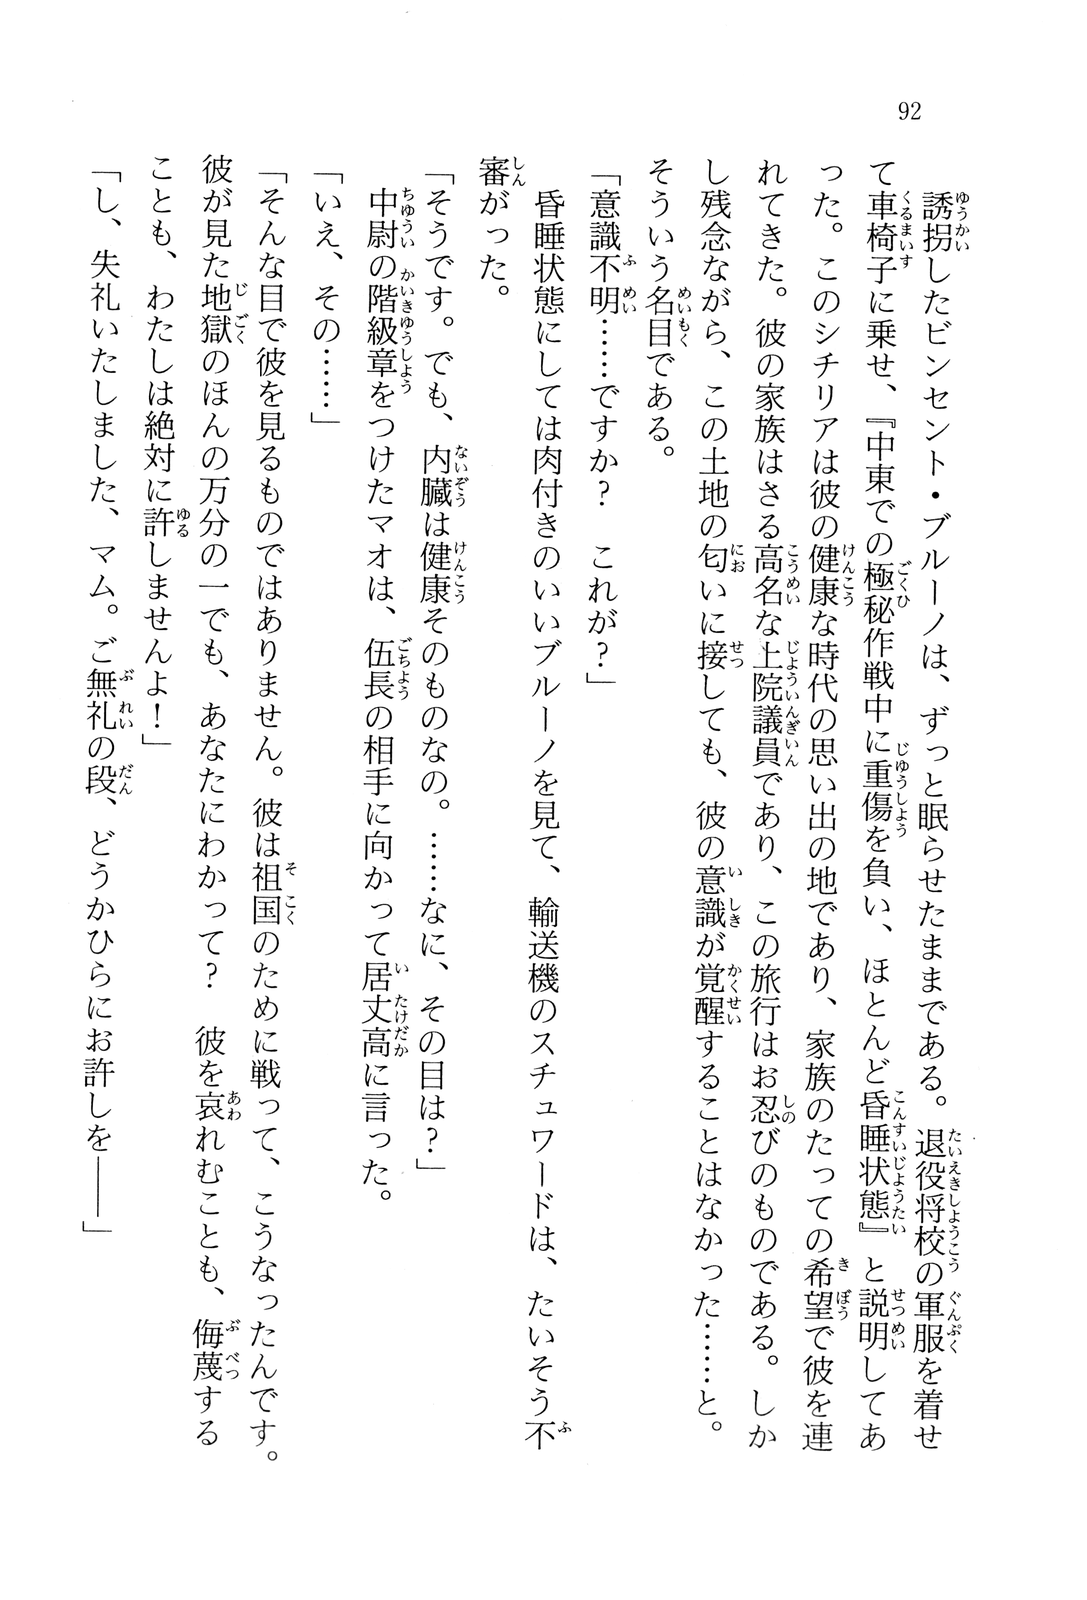 92
誘拐したビンセント・ブルーノは、ずっと眠らせたままである。退役将校の軍服を着せ
て車椅子に乗せ、『中東での極秘作戦中に重傷を負い、ほとんど昏睡状態』と説明してあ
った。このシチリアは彼の健康な時代の思い出の地であり、家族のたっての希望で彼を連
れてきた。彼の家族はさる高名な上院議員であり、この旅行はお忍びのものである。しか
し残念ながら、この土地の匂いに接しても、彼の意識が覚醒することはなかった……と。
そういう名目である。
「意識不明……ですか？　これが？」
昏睡状態にしては肉付きのいいブルーノを見て、輸送機のスチュワードは、たいそう不
審がった。
「そうです。でも、内臓は健康そのものなの。……なに、その目は？」
中尉の階級章をつけたマオは、伍長の相手に向かって居丈高に言った。
「いえ、その……」
「そんな目で彼を見るものではありません。彼は祖国のために戦って、こうなったんです。
彼が見た地獄のほんの万分の一でも、あなたにわかって？　彼を哀れむことも、侮蔑する
ことも、わたしは絶対に許しませんよ！」
「し、失礼いたしました、マム。ご無礼の段、どうかひらにお許しを――」